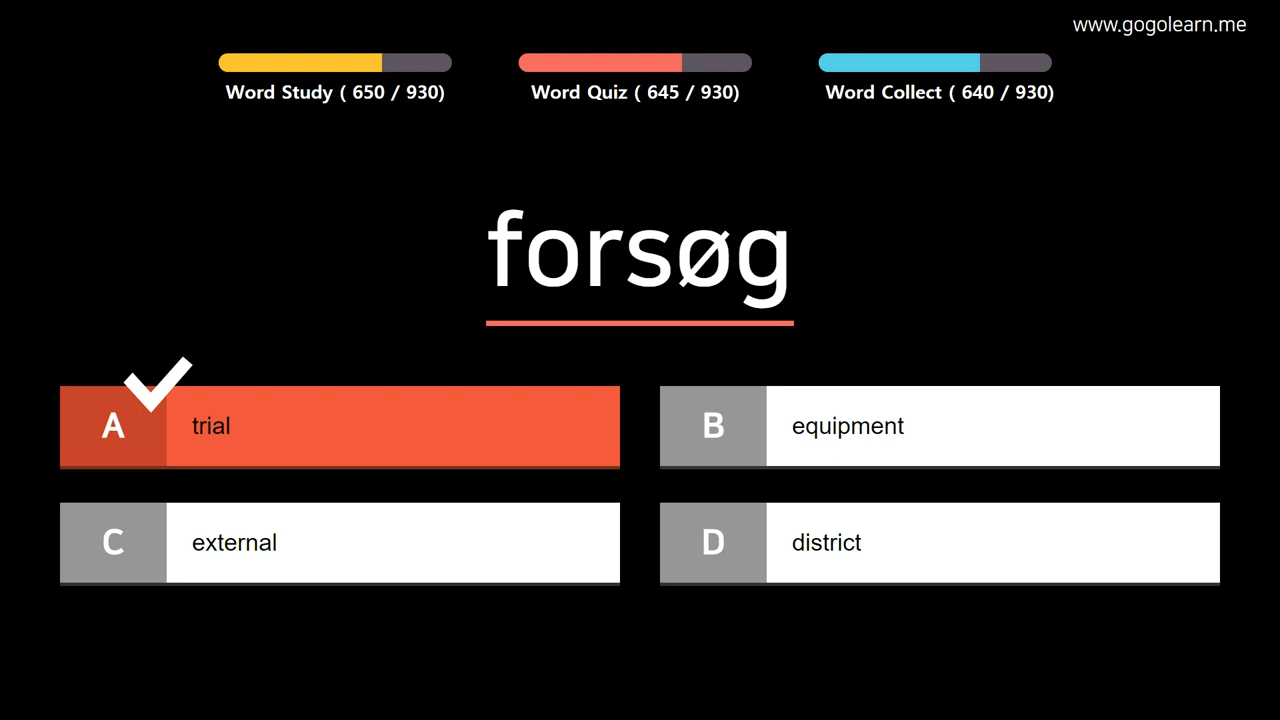 www.gogolearn.me
Word Study ( 650 / 930)
Word Quiz ( 645 / 930)
Word Collect ( 640 / 930)
forsøg
A trial
B equipment
C external
D district